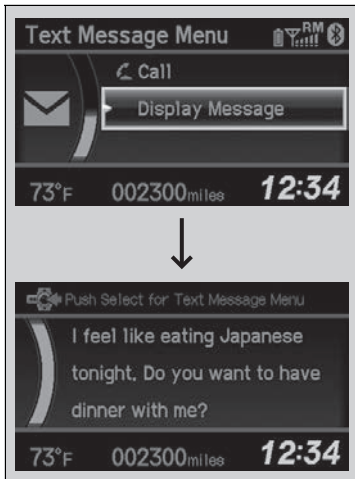 Text Message Menu RM
Call
Display Message
73°F 002300miles 12:34
Push Select for Text Message Menu
I feel like eating Japanese
tonight. Do you want to have
dinner with me?
73°F 002300miles 12:34